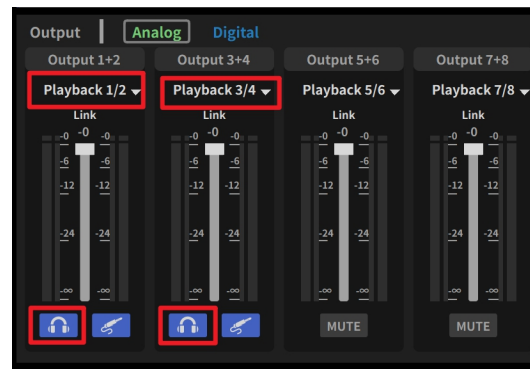 Output Analog Digital
Output 1+2 Output 3+4 Output 5+6 Output 7+8
Playback 1/2 Playback 3/4 Playback 5/6 Playback 7/8
Link Link Link Link
-0 -0 -0 -0 -0 -0 -0 -0 -0 -0 -0 -0
-6 -6 -6 -6 -6 -6 -6 -6
-12 -12 -12 -12 -12 -12 -12 -12
-24 -24 -24 -24 -24 -24 -24 -24
-∞ -∞ -∞ -∞ -∞ -∞ -∞ -∞
MUTE MUTE